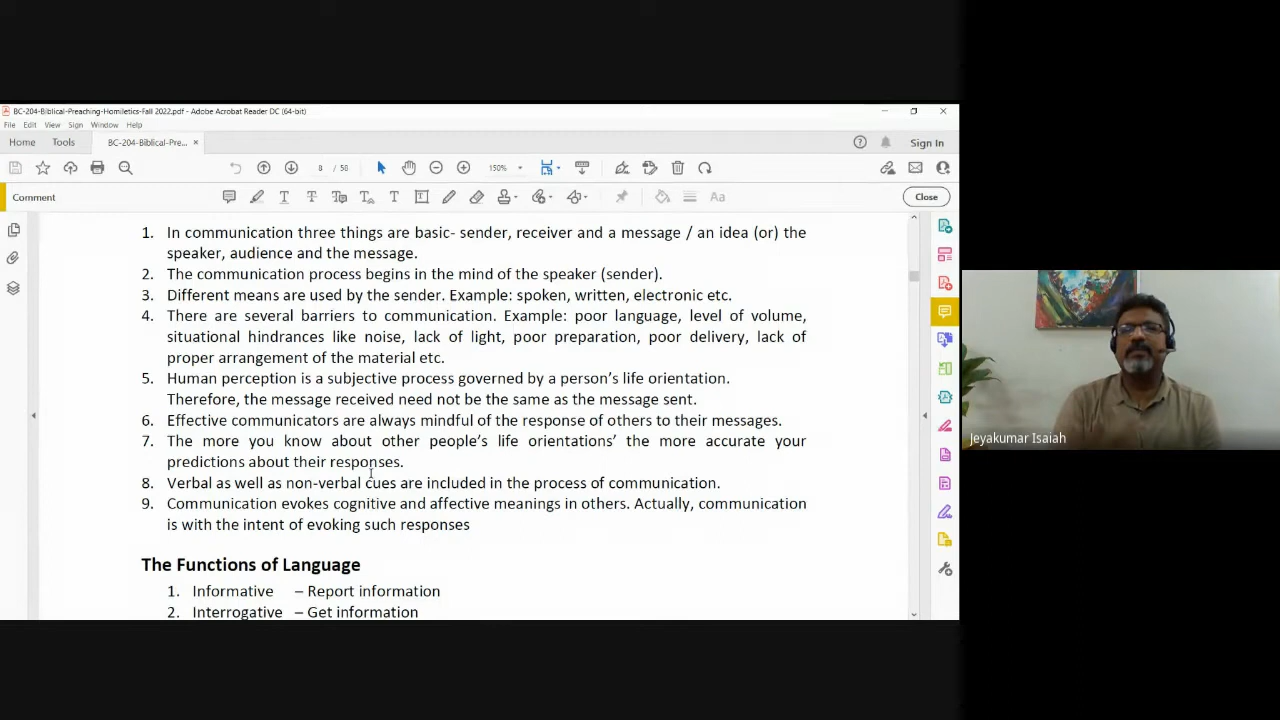 BC-204-Biblical-Preaching-Homiletics-Fall 2022.pdf - Adobe Acrobat Reader DC (64-bit)
File Edit View Sign Window Help
Home Tools BC-204-Biblical-Pre... × Sign In
8 / 50 150%
Comment Close
1. In communication three things are basic- sender, receiver and a message / an idea (or) the
speaker, audience and the message.
2. The communication process begins in the mind of the speaker (sender).
3. Different means are used by the sender. Example: spoken, written, electronic etc.
4. There are several barriers to communication. Example: poor language, level of volume,
situational hindrances like noise, lack of light, poor preparation, poor delivery, lack of
proper arrangement of the material etc.
5. Human perception is a subjective process governed by a person's life orientation.
Therefore, the message received need not be the same as the message sent.
6. Effective communicators are always mindful of the response of others to their messages.
7. The more you know about other people's life orientations' the more accurate your
predictions about their responses.
8. Verbal as well as non-verbal cues are included in the process of communication.
9. Communication evokes cognitive and affective meanings in others. Actually, communication
is with the intent of evoking such responses
The Functions of Language
1. Informative – Report information
2. Interrogative – Get information
Jeyakumar Isaiah